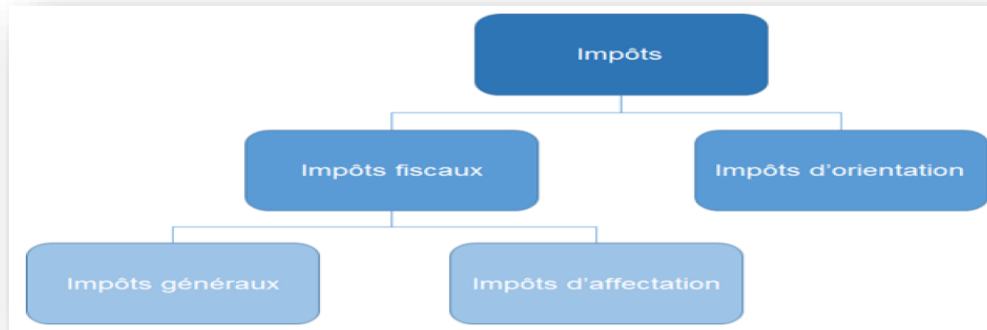 Impôts
Impôts fiscaux
Impôts d'orientation
Impôts généraux
Impôts d'affectation